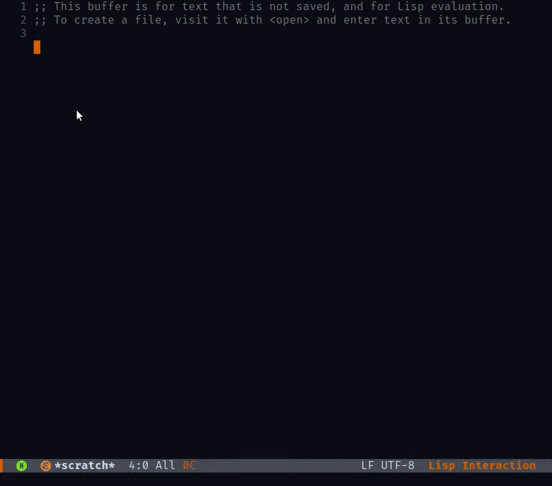 1 ;; This buffer is for text that is not saved, and for Lisp evaluation.
2 ;; To create a file, visit it with <open> and enter text in its buffer.
3
N *scratch* 4:0 All 0C LF UTF-8 Lisp Interaction